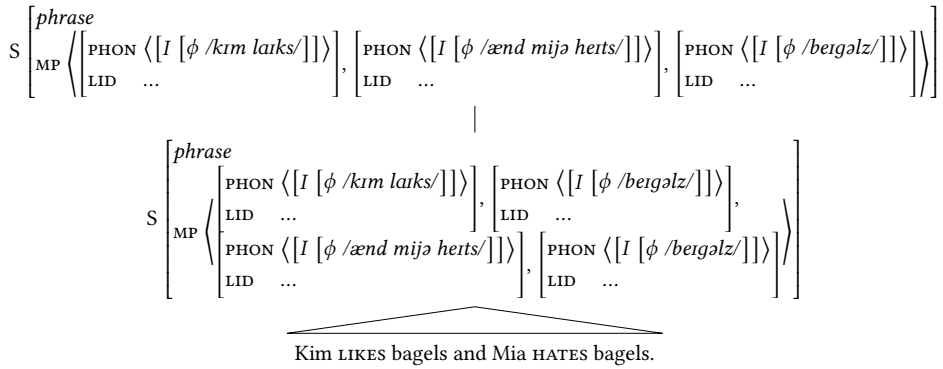 phrase
S MP ⟨[PHON ⟨[I [ϕ /kɪm laɪks/]]⟩, [PHON ⟨[I [ϕ /ænd mijə heɪts/]]⟩, [PHON ⟨[I [ϕ /beɪgəlz/]]⟩
LID ...], LID ...], LID ...]⟩
phrase
PHON ⟨[I [ϕ /kɪm laɪks/]]⟩, PHON ⟨[I [ϕ /beɪgəlz/]]⟩,
LID ... LID ...
S MP
PHON ⟨[I [ϕ /ænd mijə heɪts/]]⟩, PHON ⟨[I [ϕ /beɪgəlz/]]⟩
LID ... LID ...
Kim LIKES bagels and Mia HATES bagels.